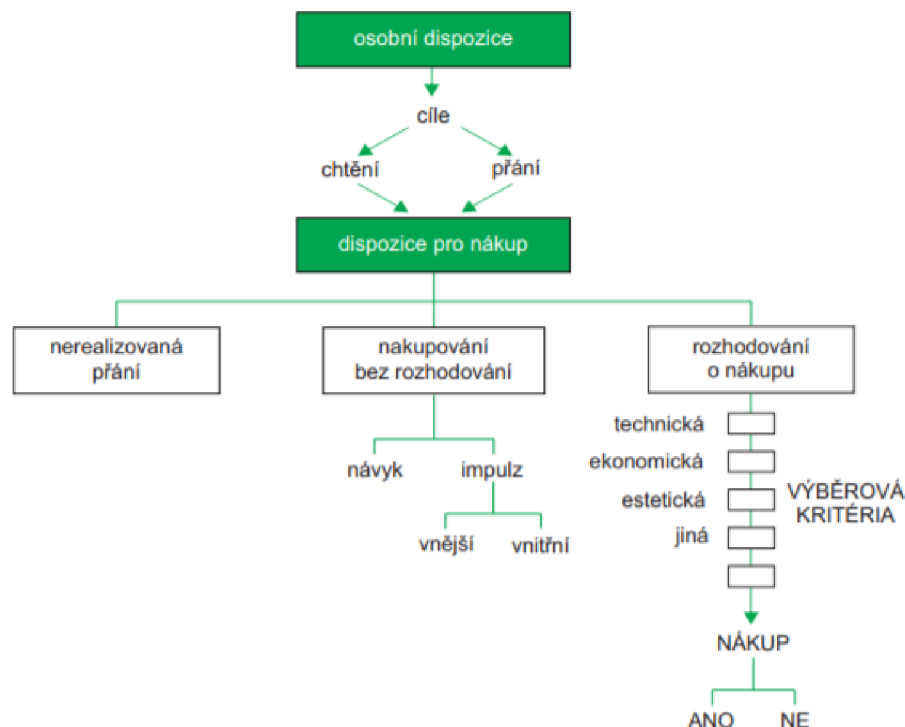 osobní dispozice
cíle
chtění
přání
dispozice pro nákup
nerealizovaná
přání
nakupování
bez rozhodování
rozhodování
o nákupu
technická
návyk
impulz
ekonomická
estetická
VÝBĚROVÁ
KRITÉRIA
vnější
vnitřní
jiná
NÁKUP
ANO
NE